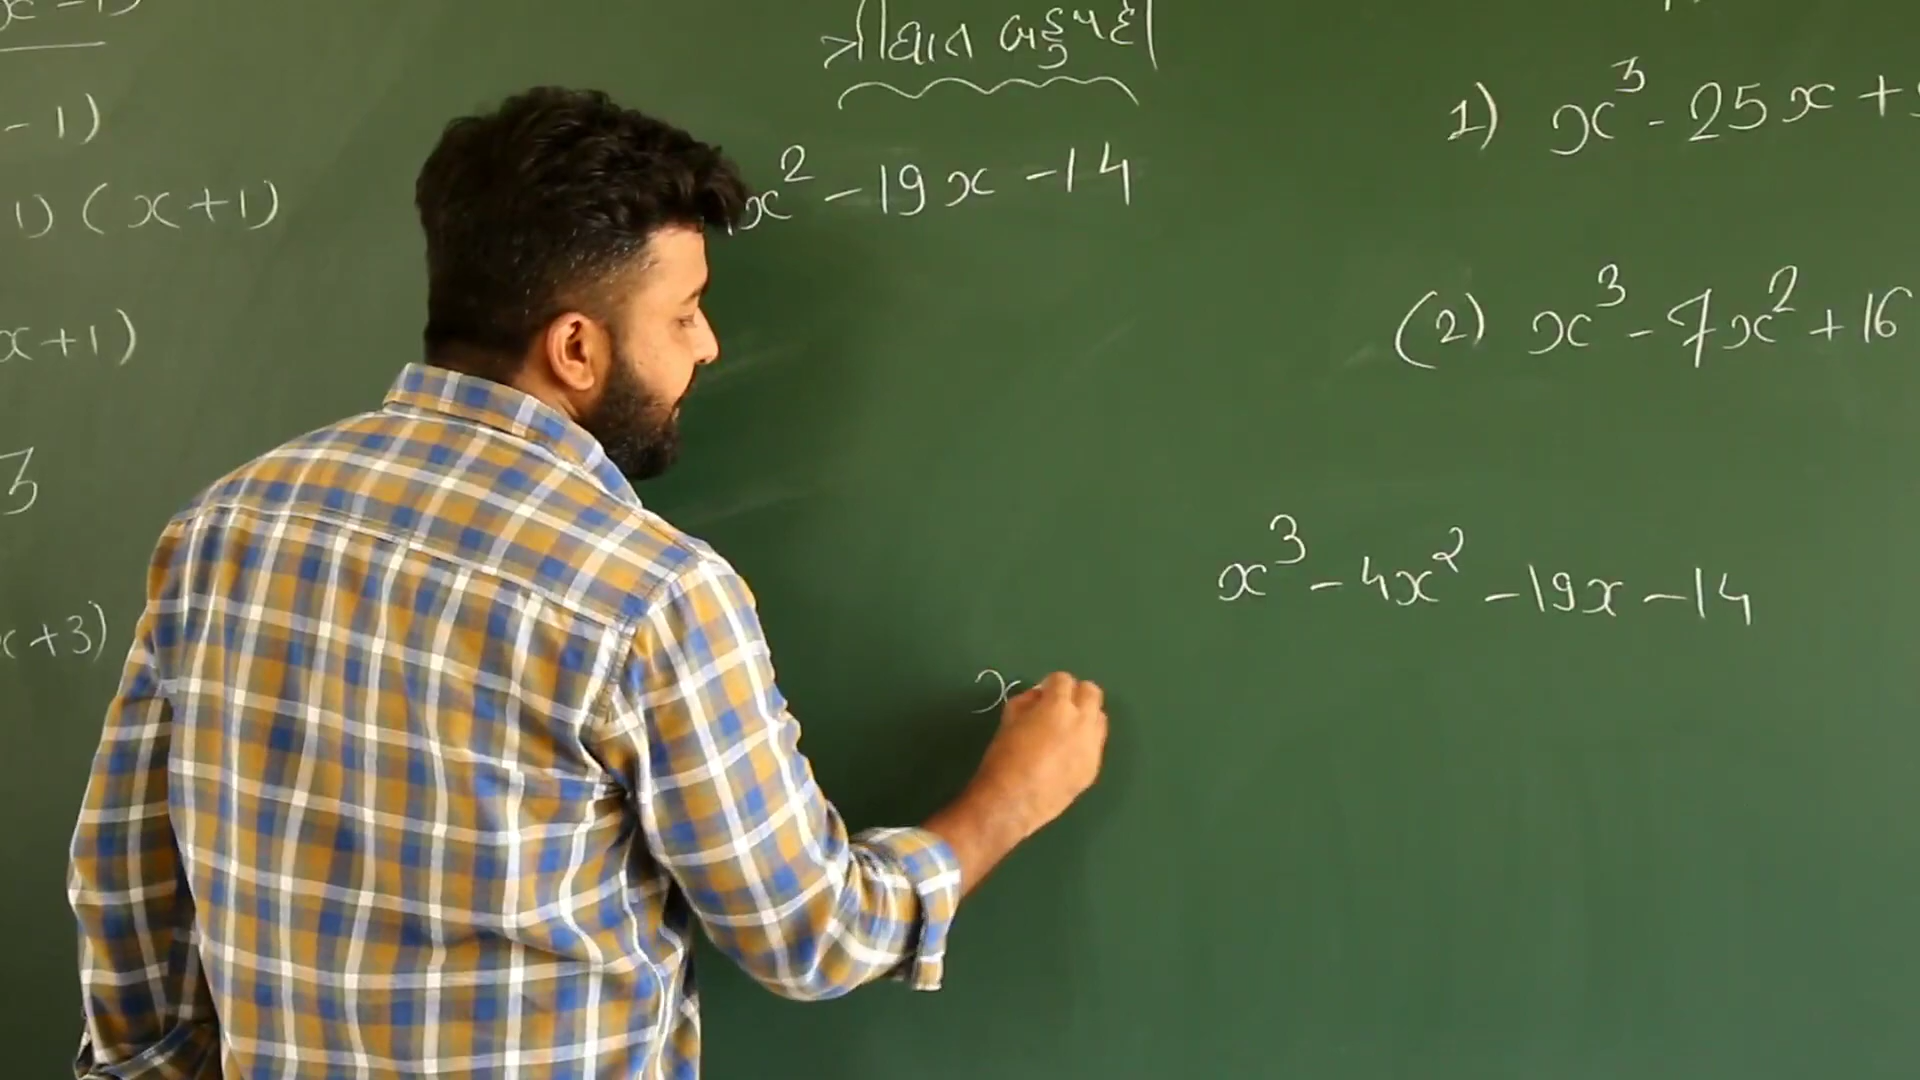 -1)
1) (x+1)
x+1)
3
x+3)
ત્રીઘાત બહુપદી
x² -19x -14
1) x³ - 25x +
(2) x³ - 7x² + 16
x³ - 4x² - 19x - 14
x